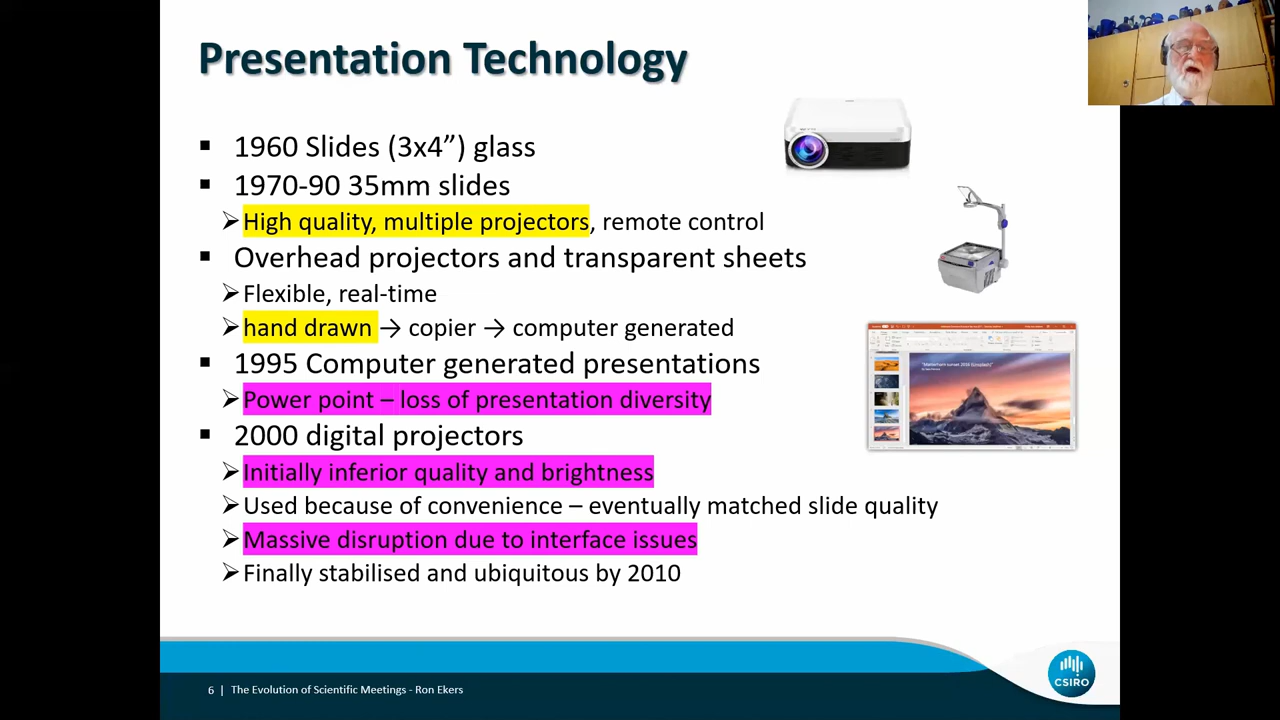 Presentation Technology
▪ 1960 Slides (3x4”) glass
▪ 1970-90 35mm slides
➢ High quality, multiple projectors, remote control
▪ Overhead projectors and transparent sheets
➢ Flexible, real-time
➢ hand drawn → copier → computer generated
▪ 1995 Computer generated presentations
➢ Power point – loss of presentation diversity
▪ 2000 digital projectors
➢ Initially inferior quality and brightness
➢ Used because of convenience – eventually matched slide quality
➢ Massive disruption due to interface issues
➢ Finally stabilised and ubiquitous by 2010
6 | The Evolution of Scientific Meetings - Ron Ekers
CSIRO